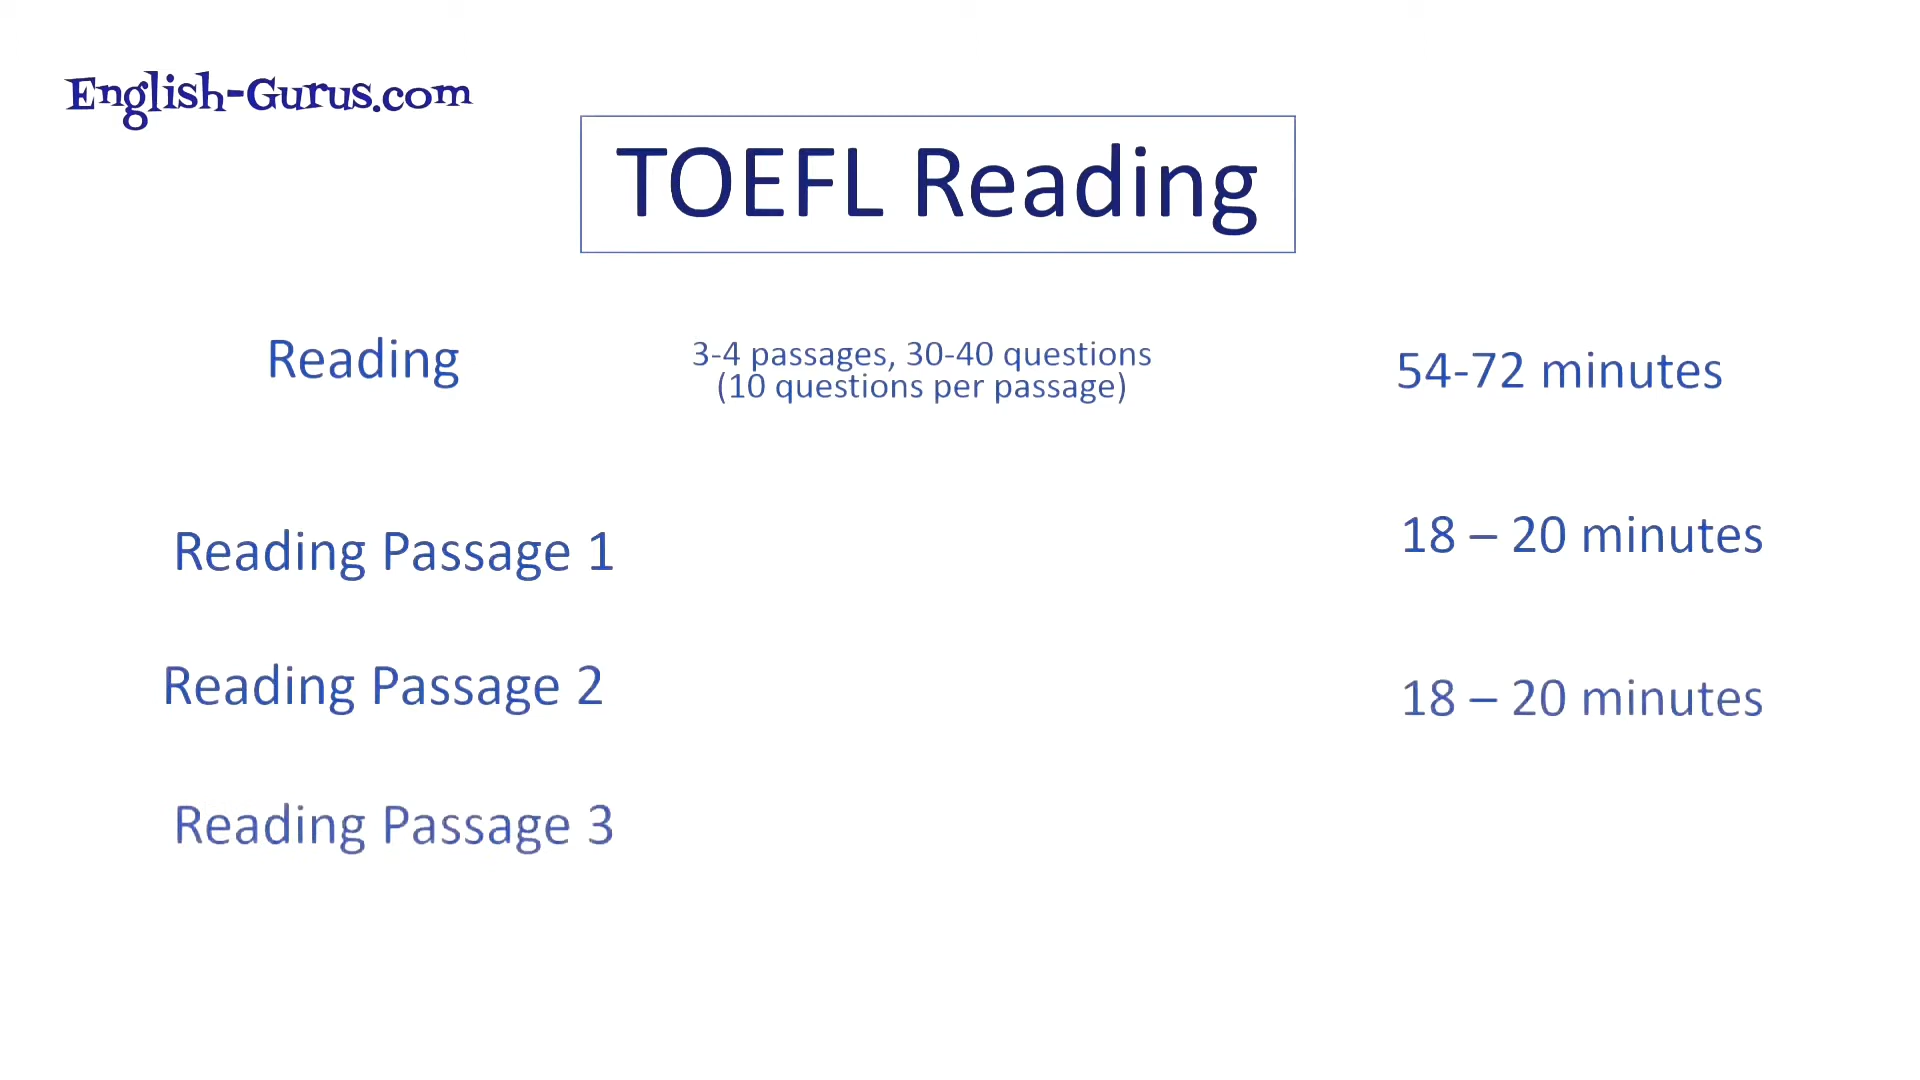 English-Gurus.com
TOEFL Reading
Reading
3-4 passages, 30-40 questions
(10 questions per passage)
54-72 minutes
Reading Passage 1
18 – 20 minutes
Reading Passage 2
18 – 20 minutes
Reading Passage 3